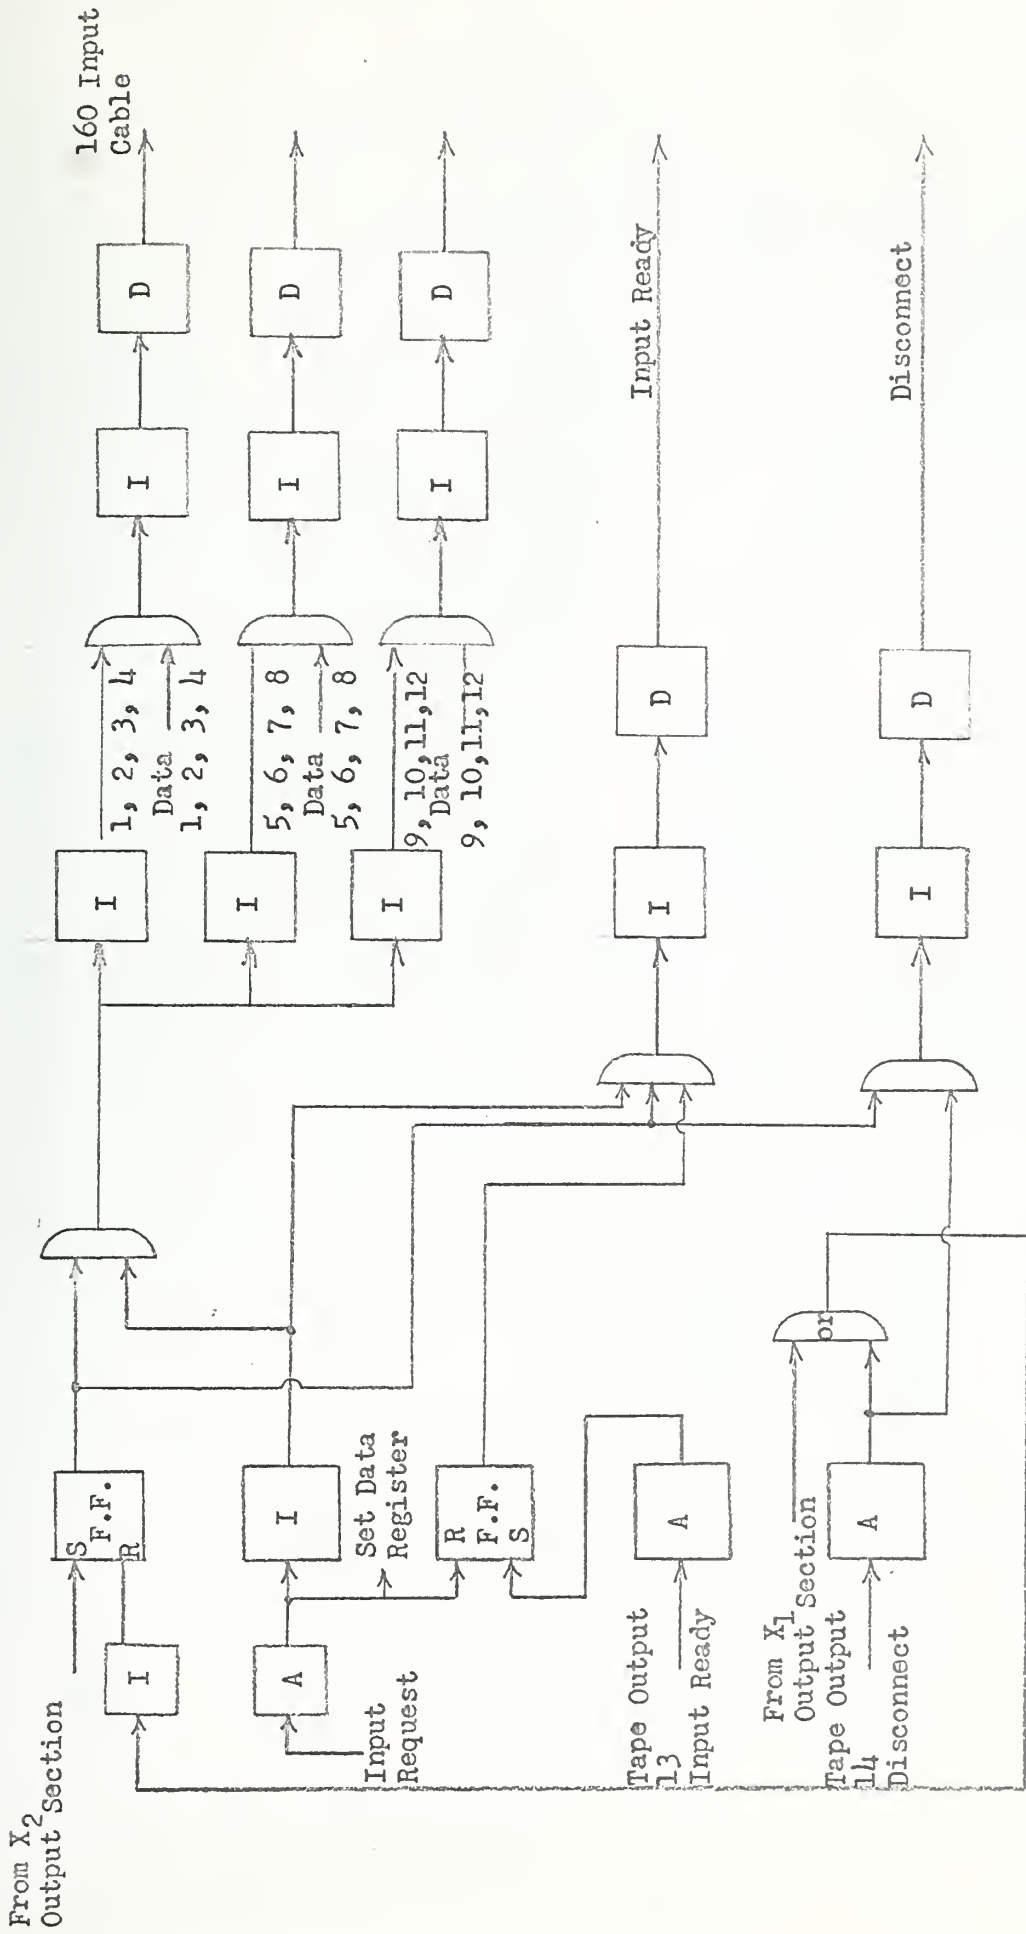 From X2
Output Section
I
S
F.F.
R
160 Input
Cable
I
1, 2, 3, 4
Data
1, 2, 3, 4
I
D
Input
Request
A
I
Set Data
Register
I
5, 6, 7, 8
Data
5, 6, 7, 8
I
D
R
F.F.
S
I
9, 10,11,12
Data
9, 10,11,12
I
D
Tape Output
13
Input Ready
A
I
D
Input Ready
From X1
Output Section
or
Tape Output
14
Disconnect
A
I
D
Disconnect